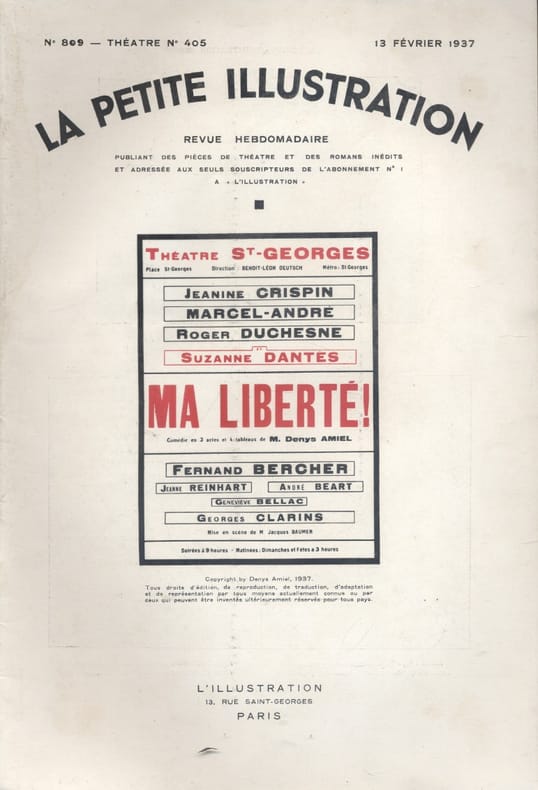 N° 809 — THÉATRE N° 405
13 FÉVRIER 1937
LA PETITE ILLUSTRATION
REVUE HEBDOMADAIRE
PUBLIANT DES PIÈCES DE THÉATRE ET DES ROMANS INÉDITS
ET ADRESSÉE AUX SEULS SOUSCRIPTEURS DE L'ABONNEMENT N° 1
A « L'ILLUSTRATION »
THÉATRE ST-GEORGES
Place St-Georges Direction : BENOIT-LÉON DEUTSCH Métro : St-Georges
JEANINE CRISPIN
MARCEL-ANDRÉ
ROGER DUCHESNE
ET
SUZANNE DANTÈS
MA LIBERTÉ!
Comédie en 3 actes et 4 tableaux de M. Denys AMIEL
FERNAND BERCHER
JEANNE REINHART ANDRÉ BEART
GENEVIÈVE BELLAC
GEORGES CLARINS
Mise en scène de M Jacques BAUMER
Soirées à 9 heures - Matinées : Dimanches et Fêtes à 3 heures
Copyright by Denys Amiel, 1937.
Tous droits d'édition, de reproduction, de traduction, d'adaptation
et de représentation par tous moyens actuellement connus ou par
ceux qui peuvent être inventés ultérieurement réservés pour tous pays.
L'ILLUSTRATION
13, RUE SAINT-GEORGES
PARIS